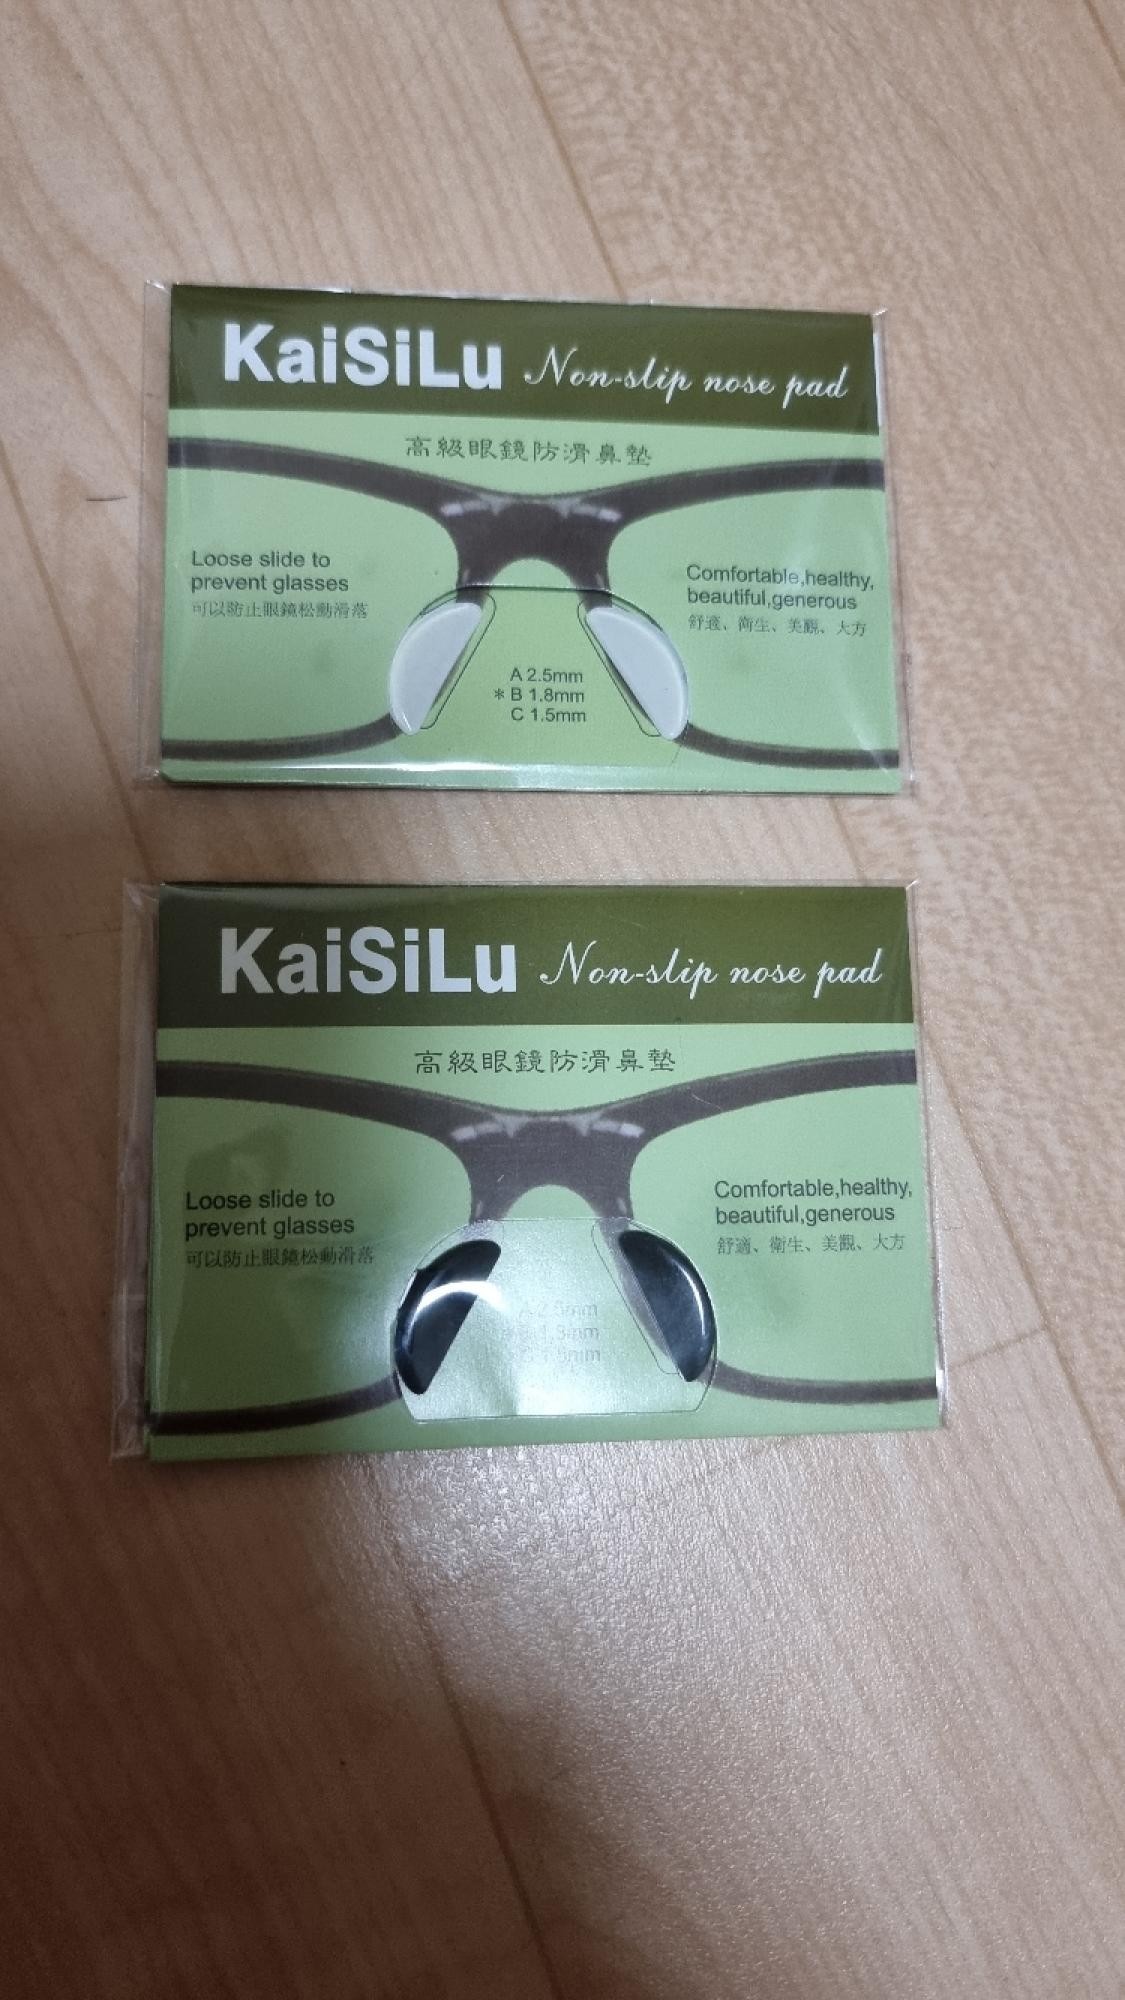 KaiSiLu Non-slip nose pad
高級眼鏡防滑鼻墊
Loose slide to
prevent glasses
可以防止眼鏡松動滑落
Comfortable,healthy,
beautiful,generous
舒適、衛生、美觀、大方
A 2.5mm
* B 1.8mm
C 1.5mm
KaiSiLu Non-slip nose pad
高級眼鏡防滑鼻墊
Loose slide to
prevent glasses
可以防止眼鏡松動滑落
Comfortable,healthy,
beautiful,generous
舒適、衛生、美觀、大方